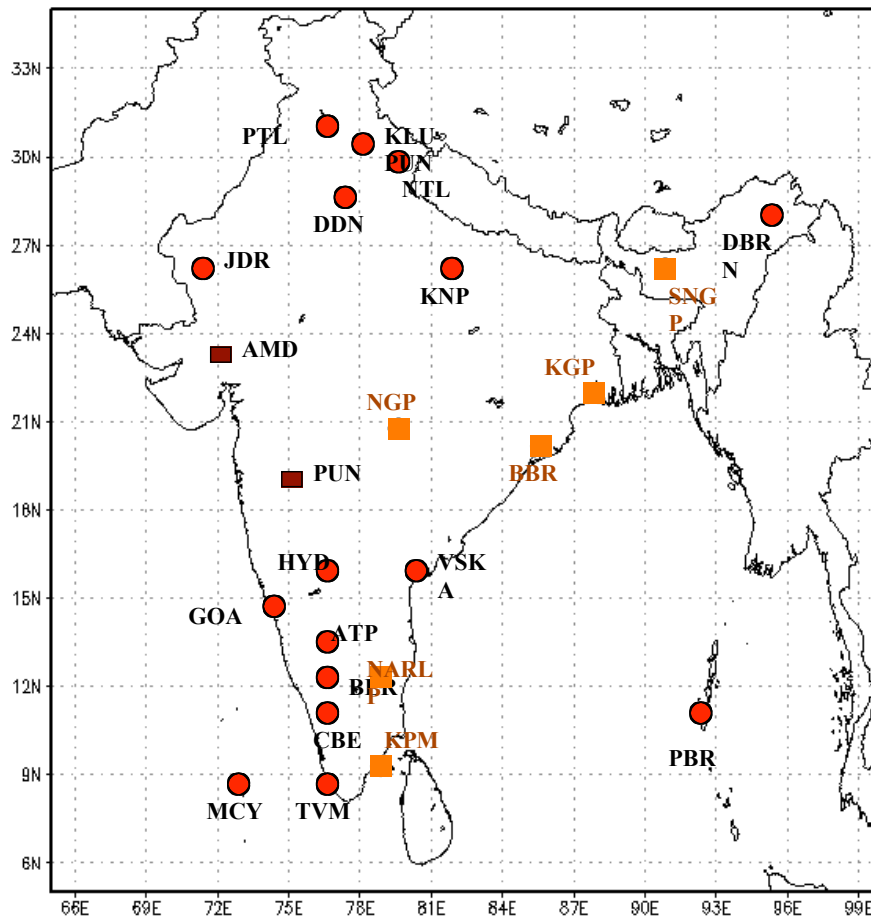 33N
PTL
KLU
30N
PUN
NTL
DDN
27N
JDR
DBR
N
KNP
SNG
P
24N
AMD
KGP
21N
NGP
BBR
PUN
18N
HYD
VSK
A
15N
GOA
ATP
NARL
12N
P
CBE
KPM
PBR
9N
MCY
TVM
6N
66E 69E 72E 75E 78E 81E 84E 87E 90E 93E 96E 99E